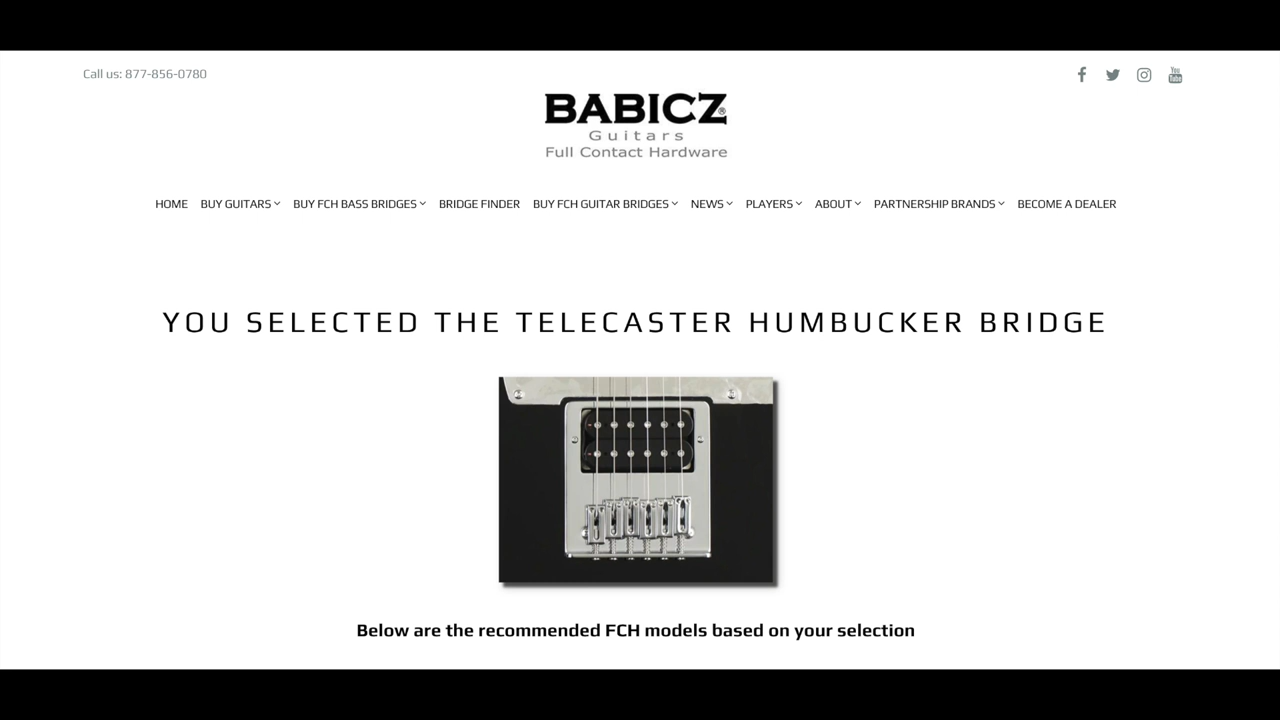 Call us: 877-856-0780
You Tube
BABICZ®
Guitars
Full Contact Hardware
HOME BUY GUITARS BUY FCH BASS BRIDGES BRIDGE FINDER BUY FCH GUITAR BRIDGES NEWS PLAYERS ABOUT PARTNERSHIP BRANDS BECOME A DEALER
YOU SELECTED THE TELECASTER HUMBUCKER BRIDGE
Below are the recommended FCH models based on your selection